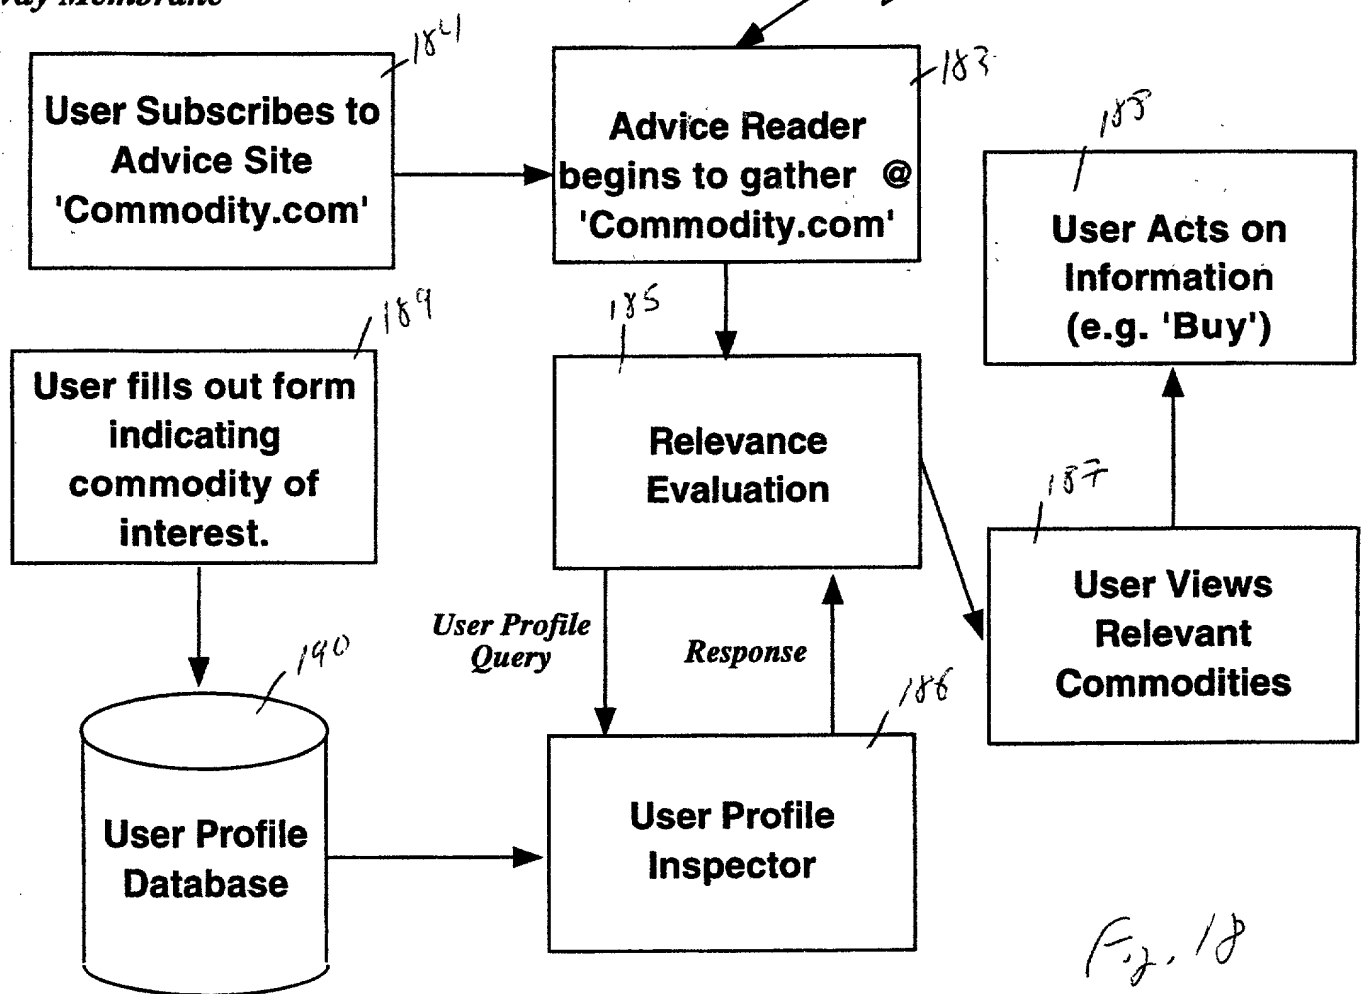 Membrane
184
User Subscribes to
Advice Site
'Commodity.com'
183
Advice Reader
begins to gather @
'Commodity.com'
188
User Acts on
Information
(e.g. 'Buy')
189
User fills out form
indicating
commodity of
interest.
185
Relevance
Evaluation
187
User Views
Relevant
Commodities
User Profile
Query
Response
190
User Profile
Database
186
User Profile
Inspector
Fig. 18